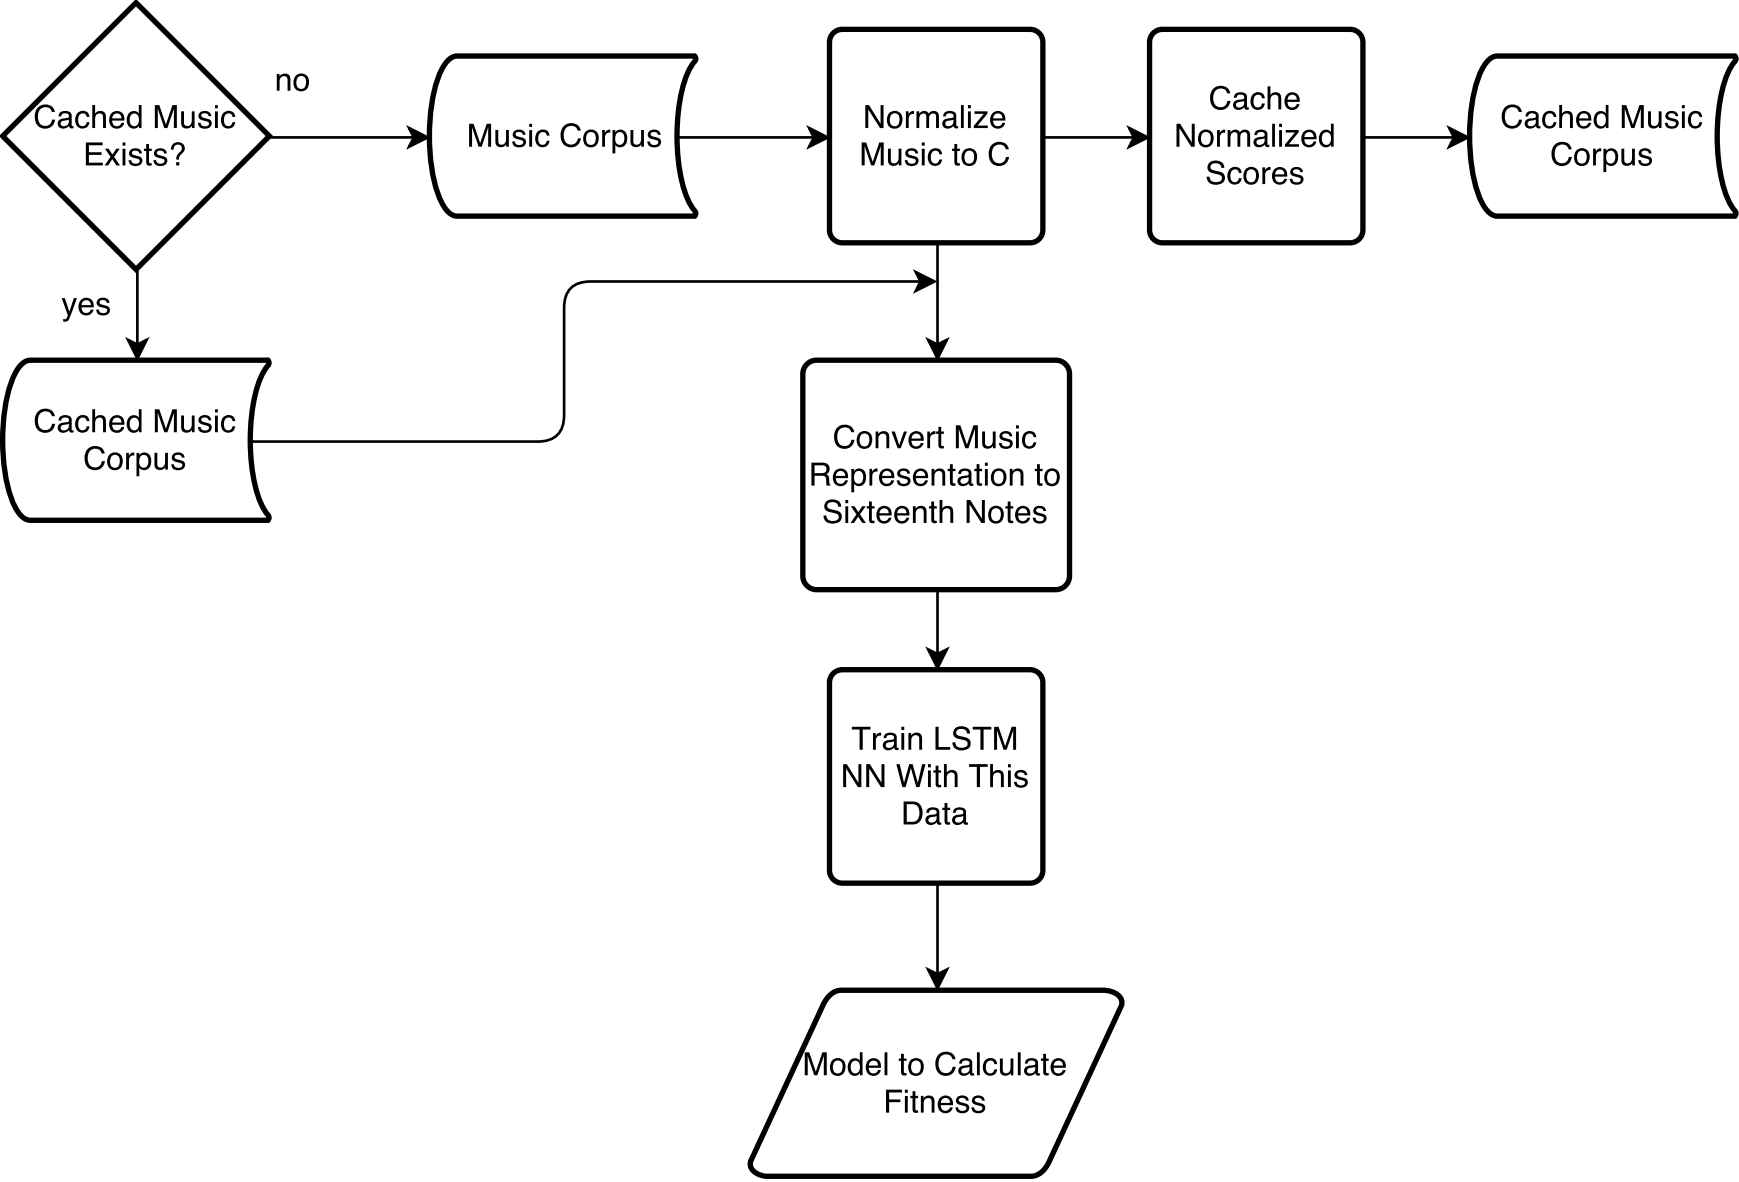 Cached Music
Exists?
no
Music Corpus
Normalize
Music to C
Cache
Normalized
Scores
Cached Music
Corpus
yes
Cached Music
Corpus
Convert Music
Representation to
Sixteenth Notes
Train LSTM
NN With This
Data
Model to Calculate
Fitness